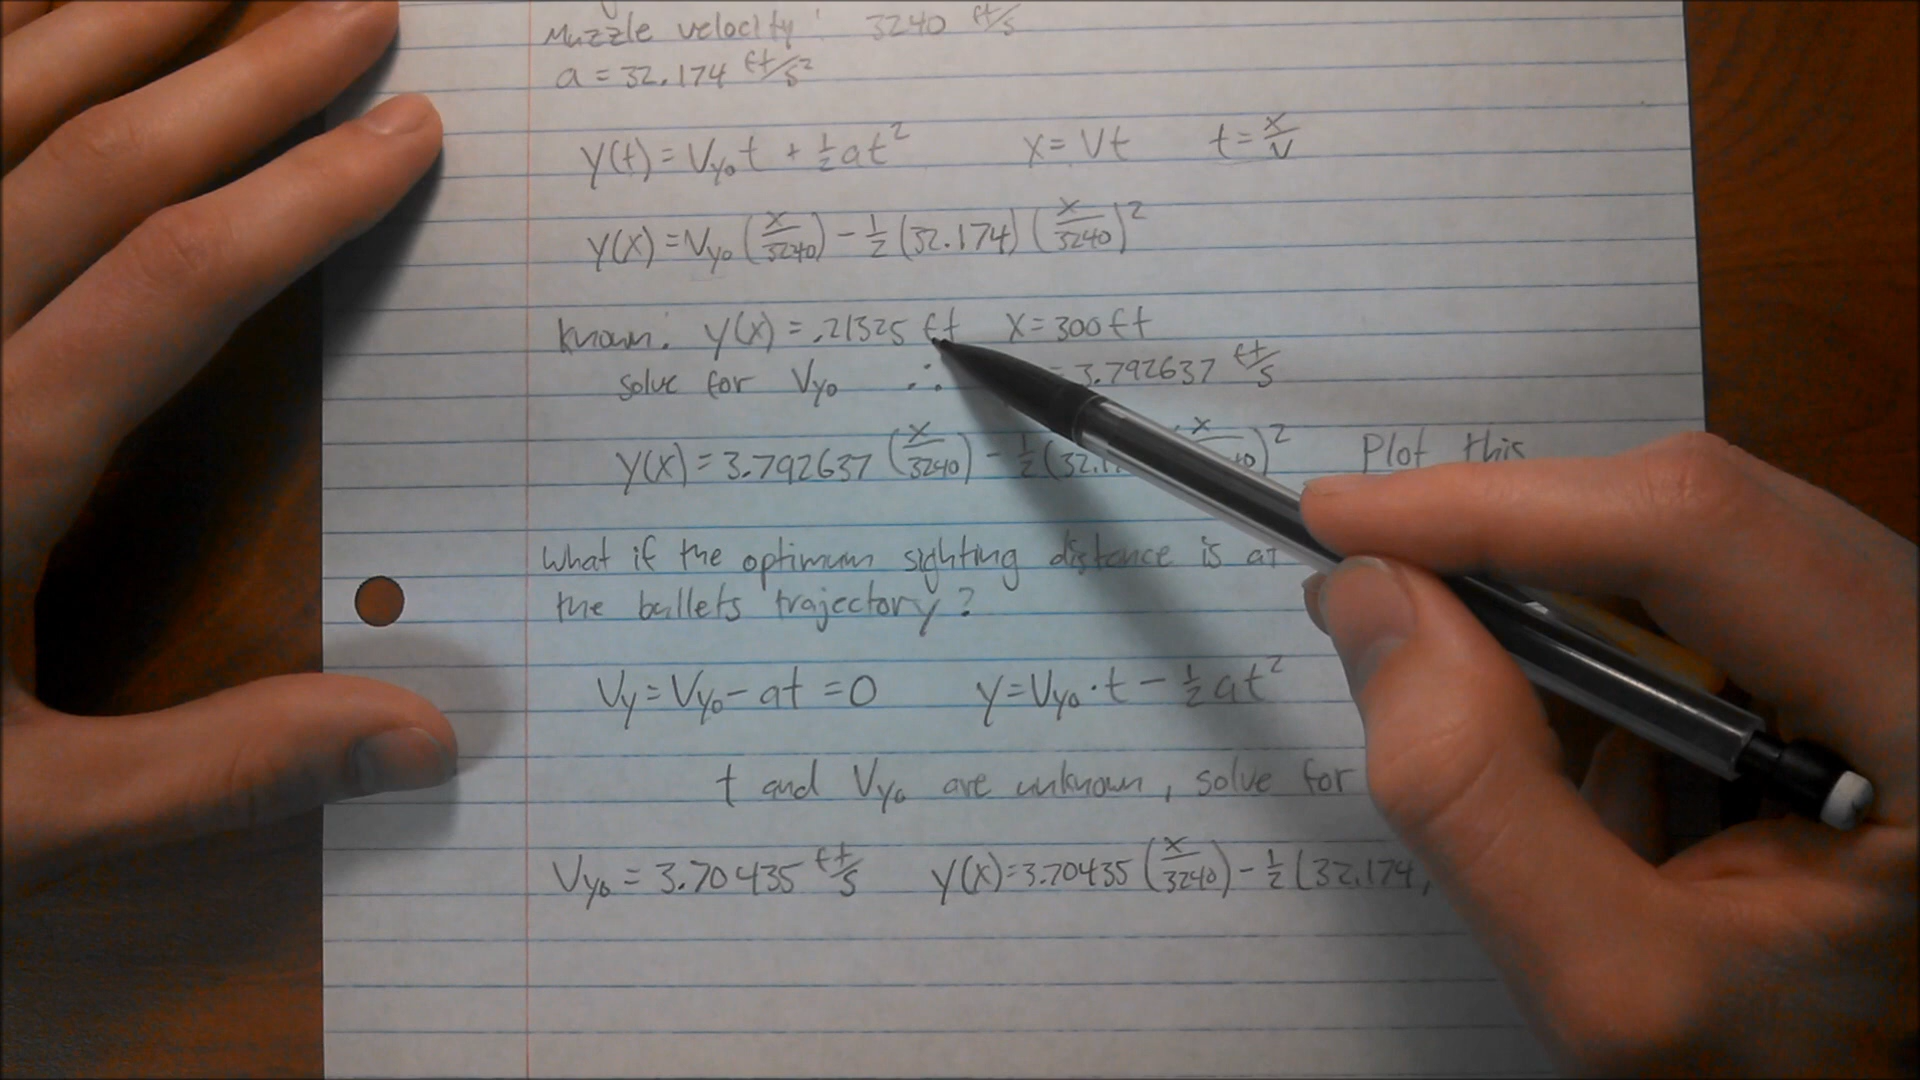 Muzzle velocity: 3240 ft/s
a = 32.174 ft/s²
y(t) = Vy₀t + ½at² x = Vt t = x/V
y(x) = Vy₀(x/3240) - ½(32.174)(x/3240)²
known: y(x) = .21325 ft x = 300 ft
solve for Vy₀ ∴ = 3.792637 ft/s
y(x) = 3.792637(x/3240) - ½(32.1 x )² Plot this
What if the optimum sighting distance is at
the bullets trajectory?
Vy = Vy₀ - at = 0 y = Vy₀·t - ½at²
t and Vy₀ are unknown, solve for
Vy₀ = 3.70435 ft/s y(x) = 3.70435(x/3240) - ½(32.174